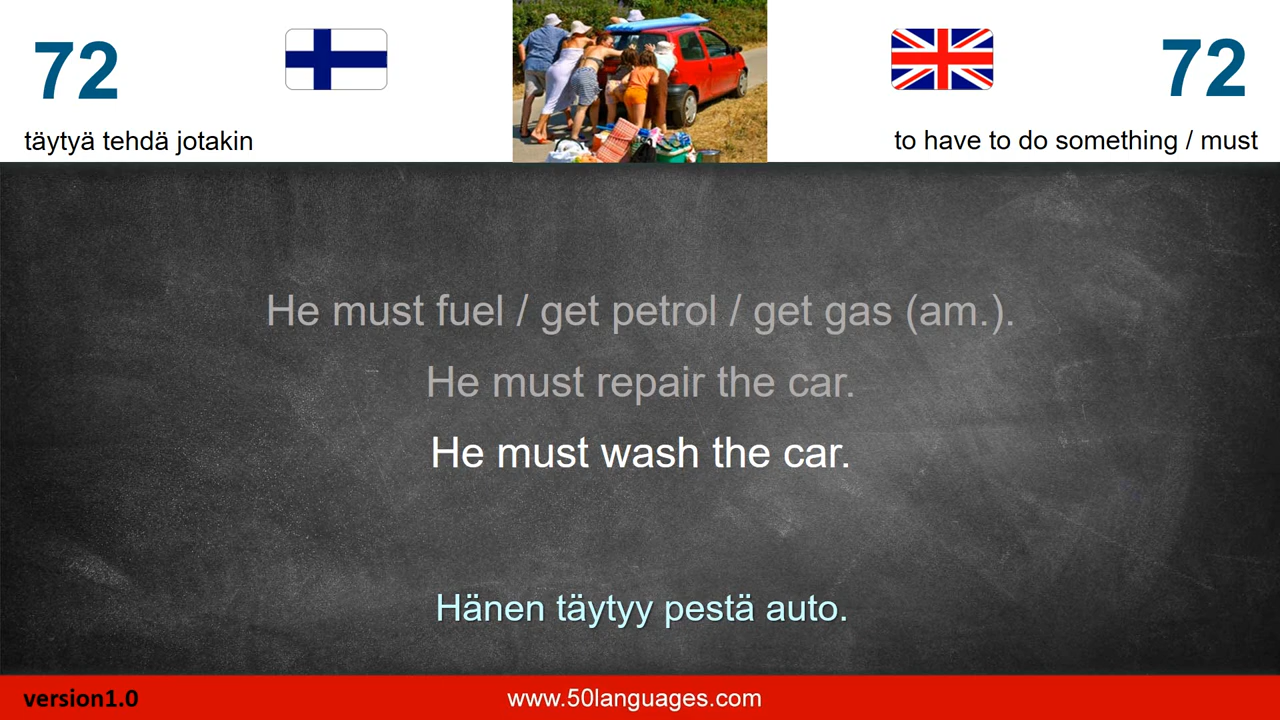 72
72
täytyä tehdä jotakin
to have to do something / must
He must fuel / get petrol / get gas (am.).
He must repair the car.
He must wash the car.
Hänen täytyy pestä auto.
version1.0
www.50languages.com